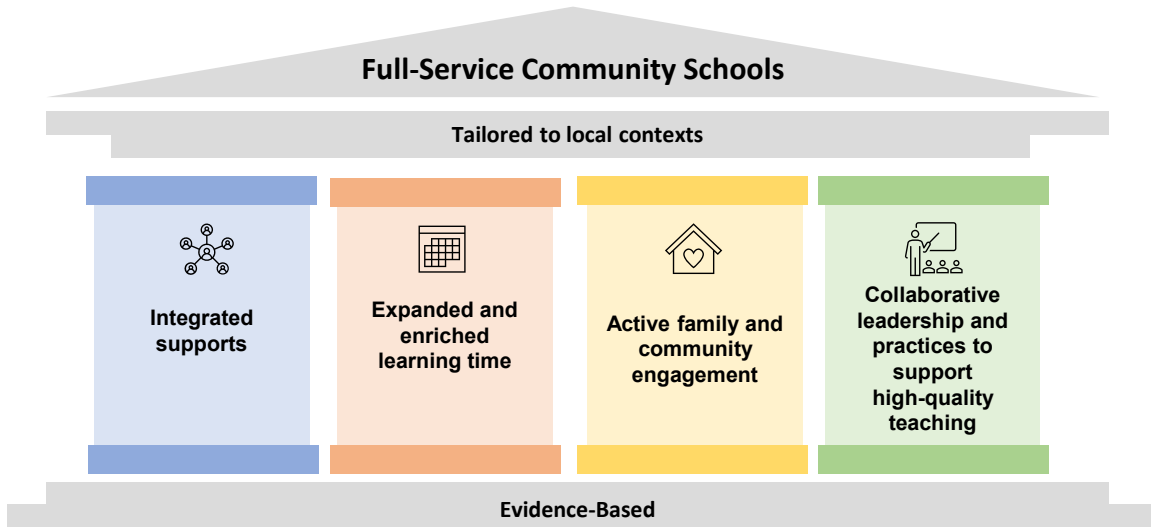 Full-Service Community Schools
Tailored to local contexts
Integrated
supports
Expanded and
enriched
learning time
Active family and
community
engagement
Collaborative
leadership and
practices to
support
high-quality
teaching
Evidence-Based